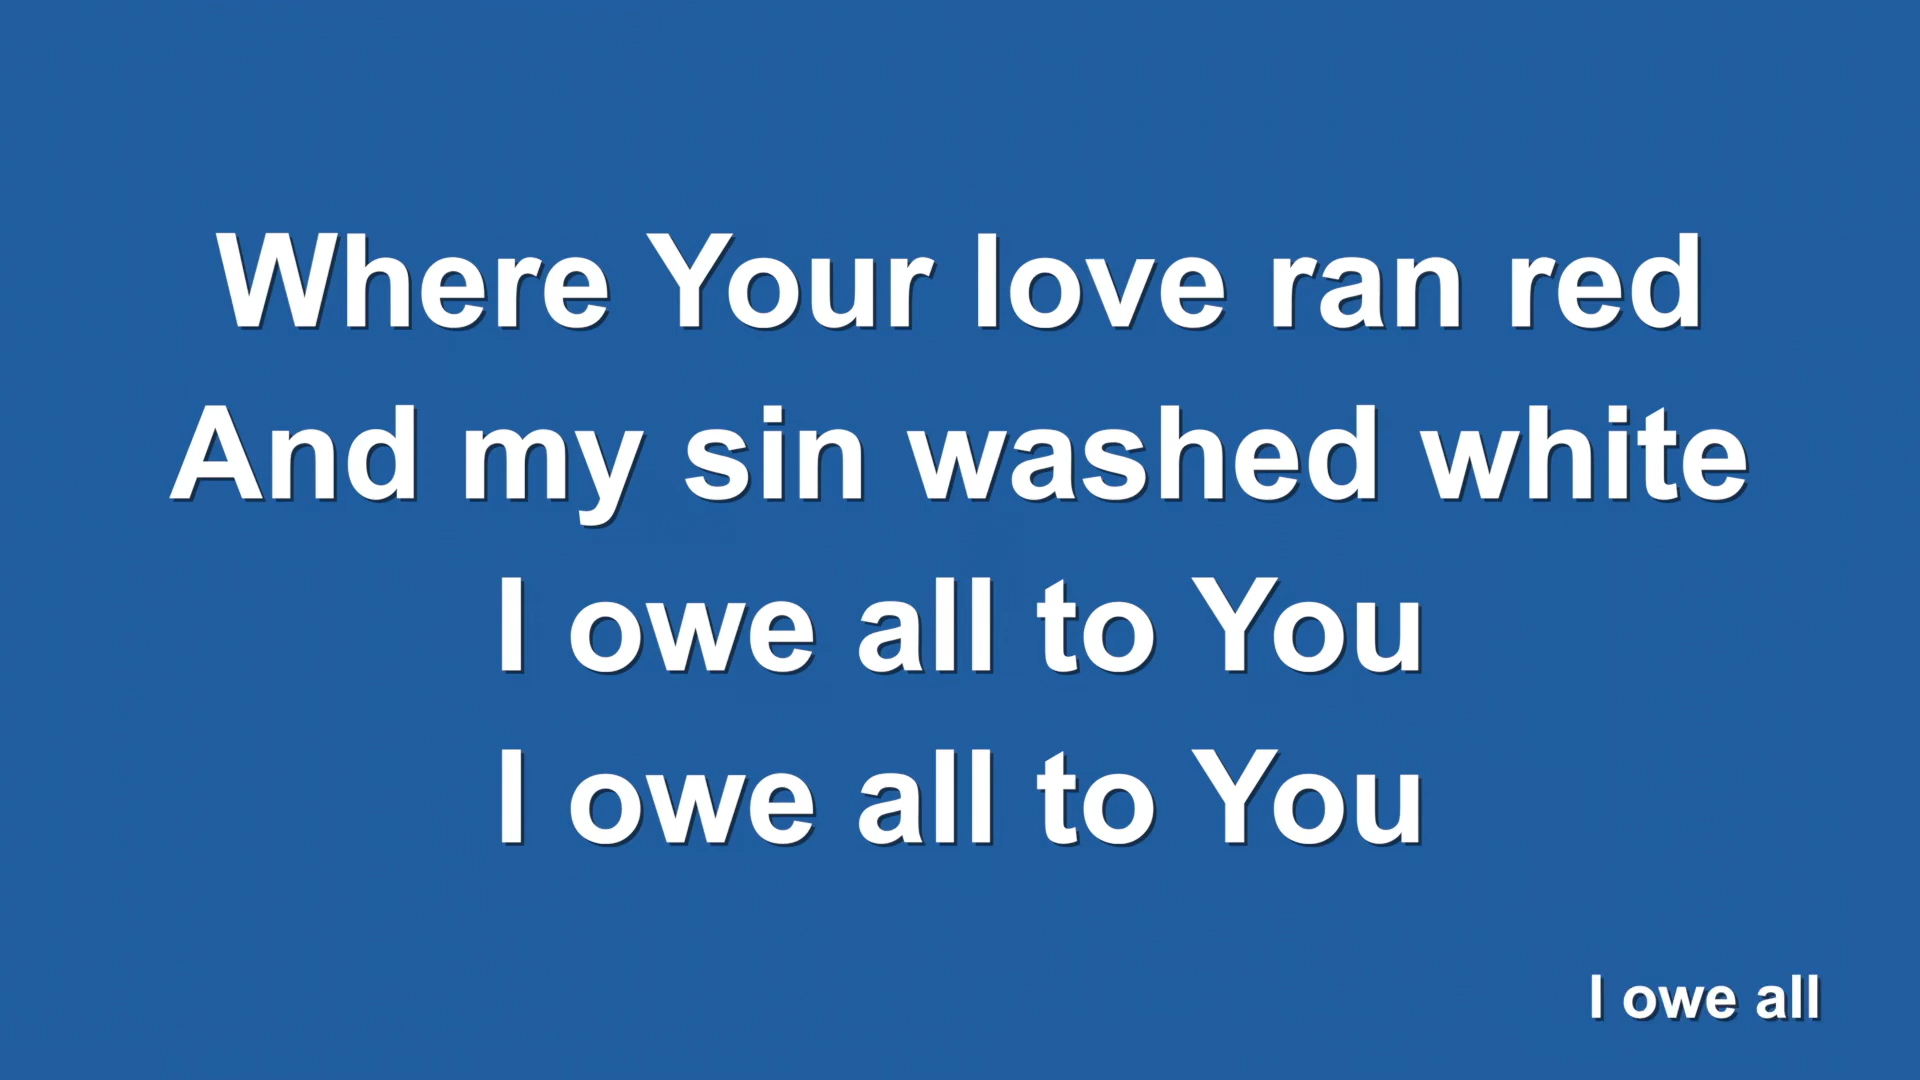 Where Your love ran red
And my sin washed white
I owe all to You
I owe all to You
I owe all